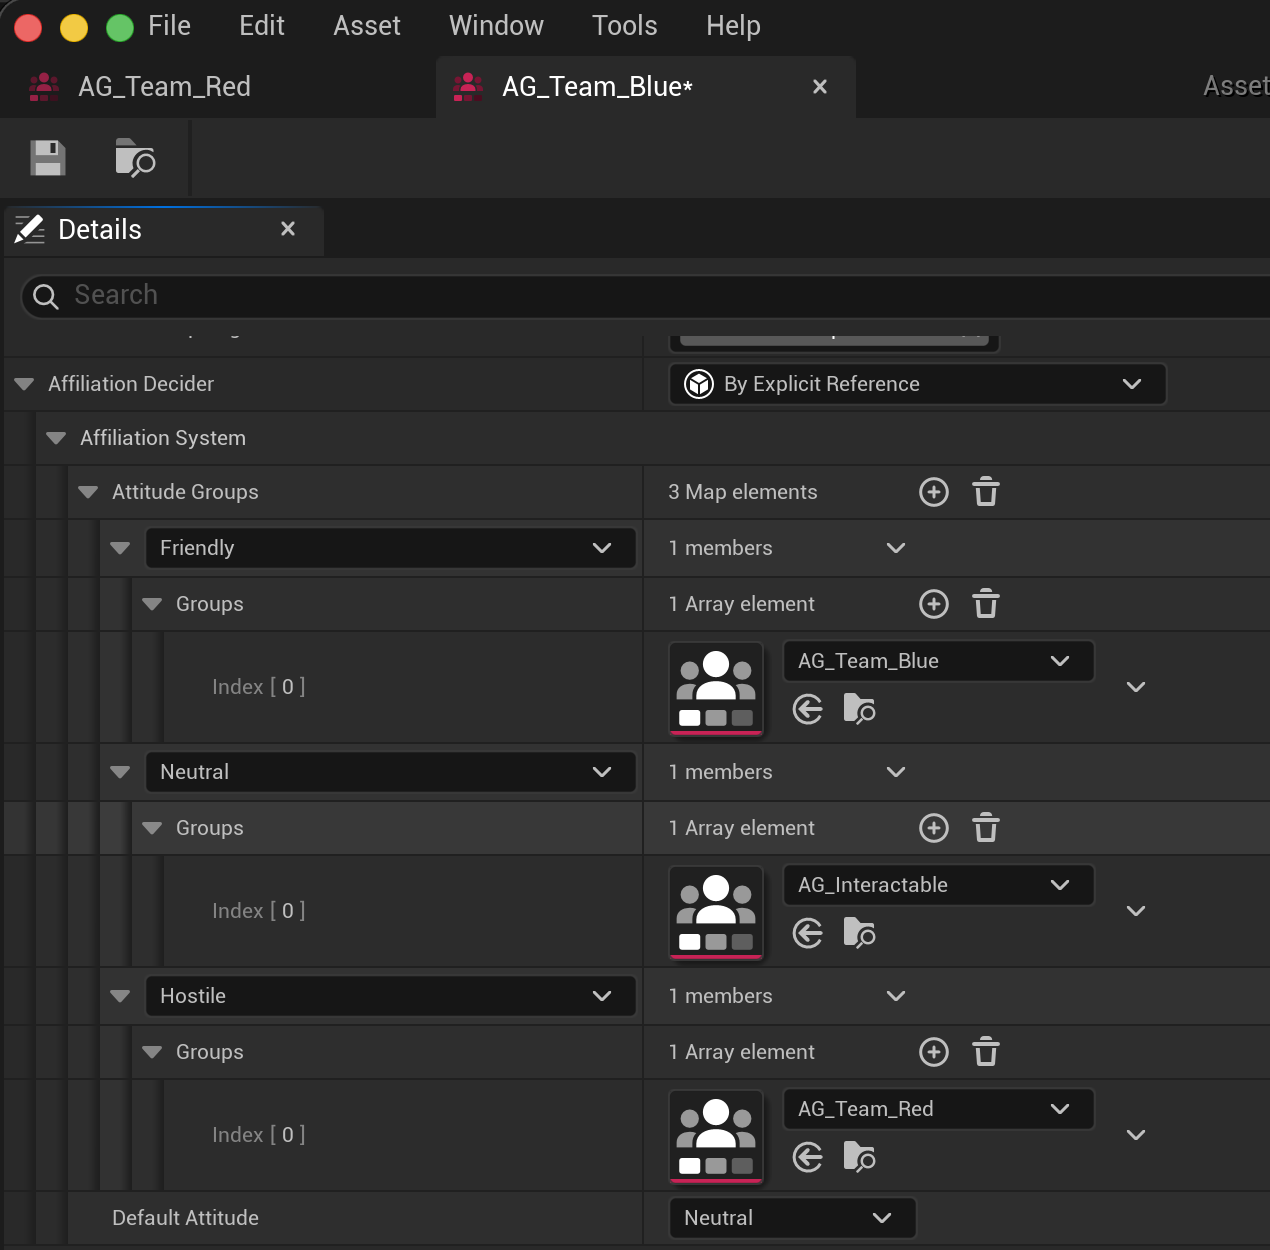 File Edit Asset Window Tools Help
AG_Team_Red AG_Team_Blue* Asset
Details
Search
Affiliation Decider By Explicit Reference
Affiliation System
Attitude Groups 3 Map elements
Friendly 1 members
Groups 1 Array element
Index [ 0 ] AG_Team_Blue
Neutral 1 members
Groups 1 Array element
Index [ 0 ] AG_Interactable
Hostile 1 members
Groups 1 Array element
Index [ 0 ] AG_Team_Red
Default Attitude Neutral